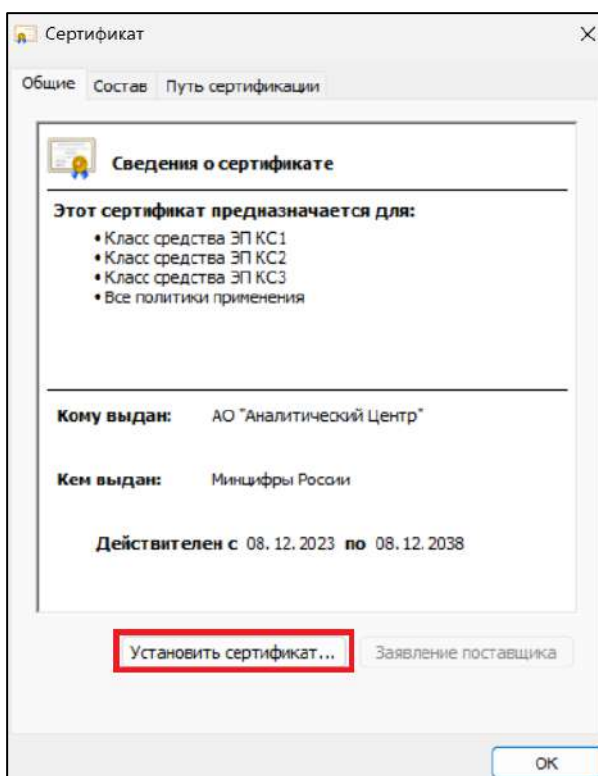 Сертификат
Общие Состав Путь сертификации
Сведения о сертификате
Этот сертификат предназначается для:
• Класс средства ЭП КС1
• Класс средства ЭП КС2
• Класс средства ЭП КС3
• Все политики применения
Кому выдан: АО "Аналитический Центр"
Кем выдан: Минцифры России
Действителен с 08.12.2023 по 08.12.2038
Установить сертификат... Заявление поставщика
ОК